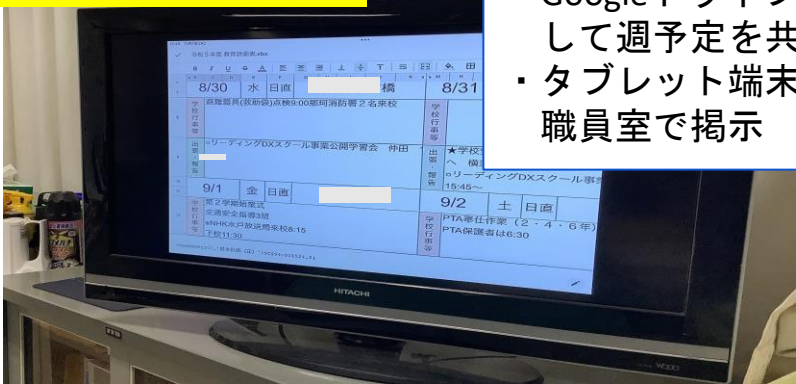 Googleドライブ
して週予定を共
・タブレット端末
職員室で掲示
令和5年度 教育計画表.xlsx
8/30 水 日直 橋
学校行事等
避難器具(救助袋)点検9:00那珂消防署2名来校
出張・報告
○リーディングDXスクール事業公開学習会 仲田
8/31
学校行事等
出張・報告
★学校
へ 横
○リーディングDXスクール事
15:45～
9/1 金 日直
学校行事等
第2学期始業式
交通安全指導3班
※NHK水戸放送局来校8:15
下校11:30
9/2 土 日直
学校行事等
PTA奉仕作業（2・4・6年）
PTA保護者は6:30
HITACHI
Wooo